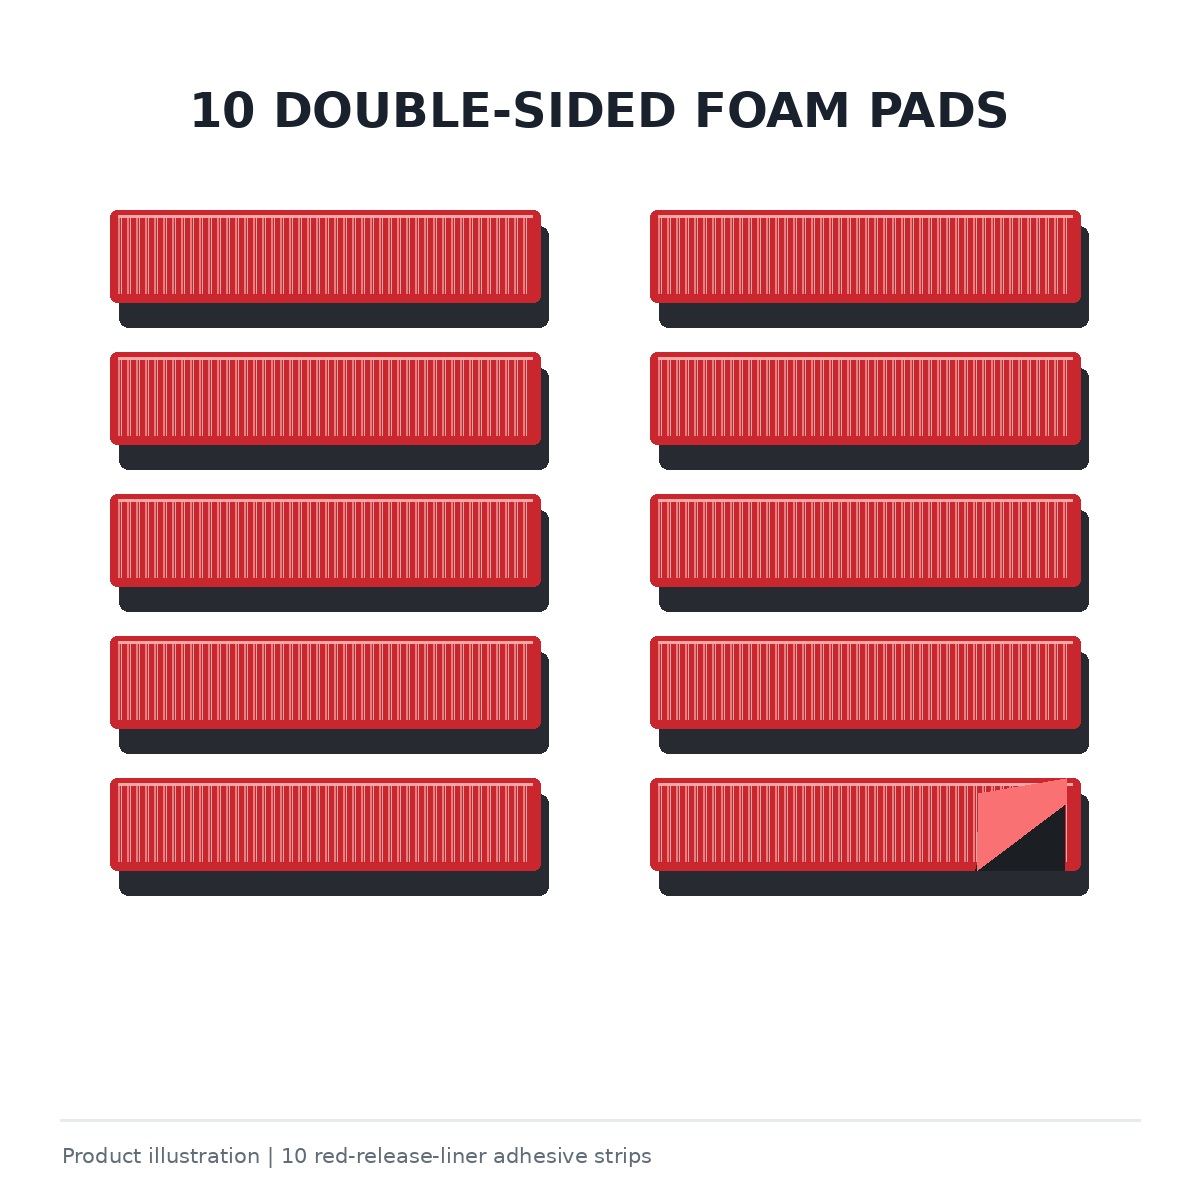 10 DOUBLE-SIDED FOAM PADS
Product illustration | 10 red-release-liner adhesive strips